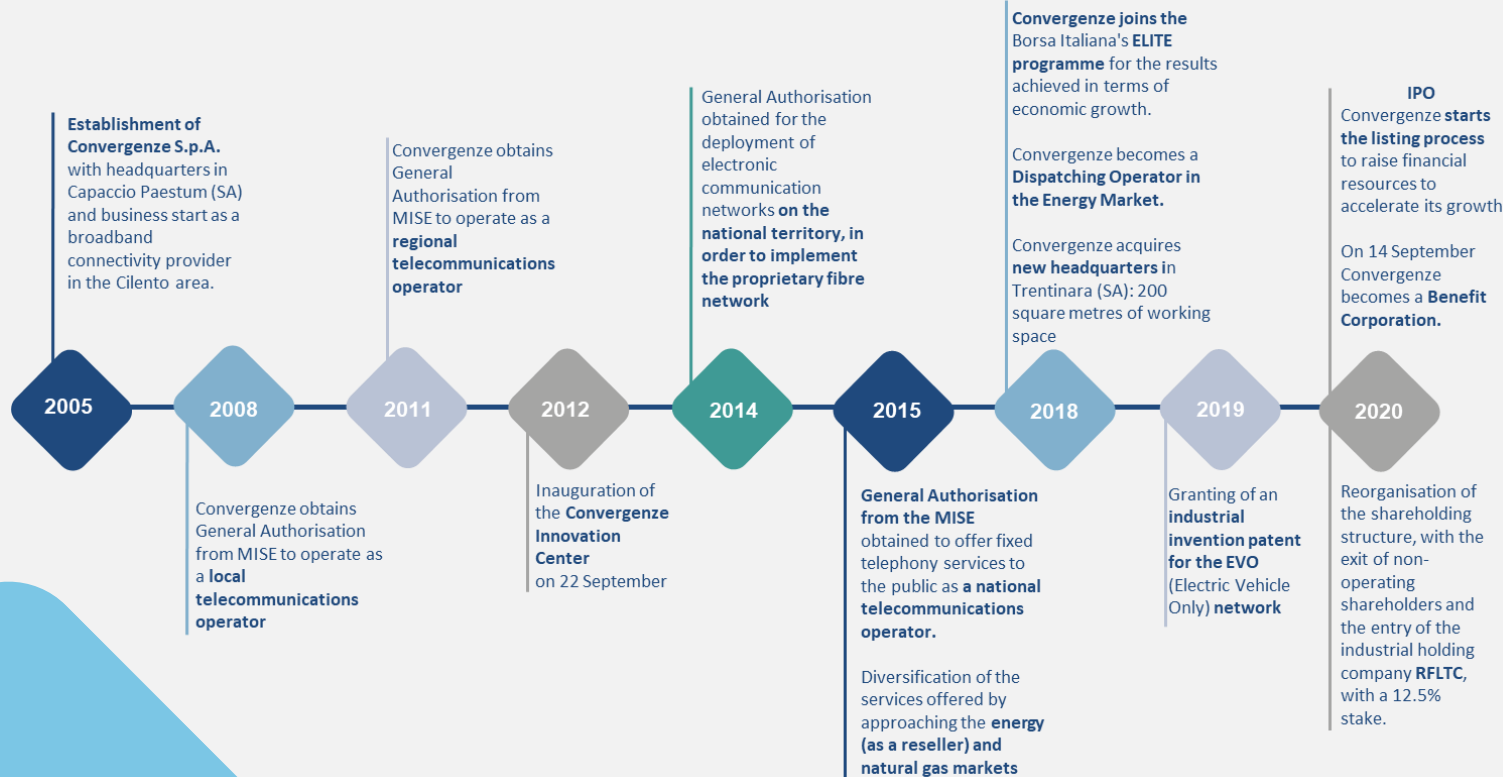 Establishment of
Convergenze S.p.A.
with headquarters in
Capaccio Paestum (SA)
and business start as a
broadband
connectivity provider
in the Cilento area.
Convergenze obtains
General
Authorisation from
MISE to operate as a
regional
telecommunications
operator
General Authorisation
obtained for the
deployment of
electronic
communication
networks on the
national territory, in
order to implement
the proprietary fibre
network
Convergenze joins the
Borsa Italiana's ELITE
programme for the results
achieved in terms of
economic growth.
Convergenze becomes a
Dispatching Operator in
the Energy Market.
Convergenze acquires
new headquarters in
Trentinara (SA): 200
square metres of working
space
IPO
Convergenze starts
the listing process
to raise financial
resources to
accelerate its growth
On 14 September
Convergenze
becomes a Benefit
Corporation.
2005
2008
2011
2012
2014
2015
2018
2019
2020
Convergenze obtains
General Authorisation
from MISE to operate as
a local
telecommunications
operator
Inauguration of
the Convergenze
Innovation
Center
on 22 September
General Authorisation
from the MISE
obtained to offer fixed
telephony services to
the public as a national
telecommunications
operator.
Diversification of the
services offered by
approaching the energy
(as a reseller) and
natural gas markets
Granting of an
industrial
invention patent
for the EVO
(Electric Vehicle
Only) network
Reorganisation of
the shareholding
structure, with the
exit of non-
operating
shareholders and
the entry of the
industrial holding
company RFLTC,
with a 12.5%
stake.